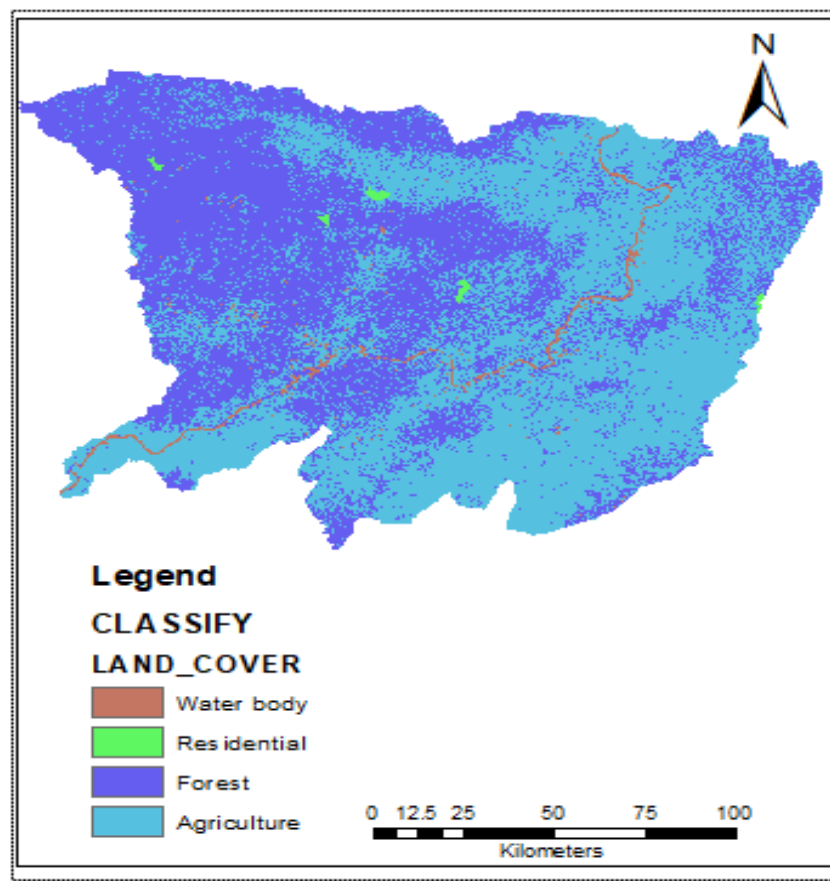 N
Legend
CLASSIFY
LAND_COVER
Water body
Residential
Forest
Agriculture
0 12.5 25 50 75 100
Kilometers